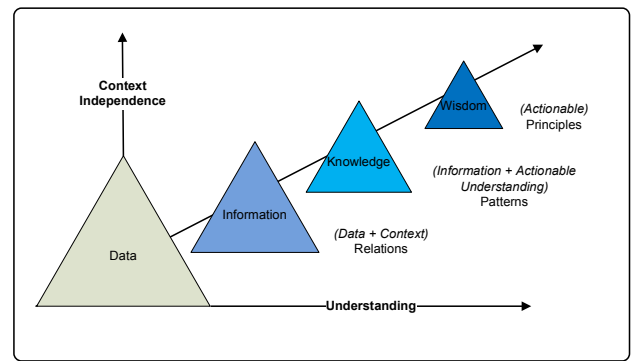 Context
Independence
Wisdom
(Actionable)
Principles
Knowledge
(Information + Actionable
Understanding)
Patterns
Information
(Data + Context)
Relations
Data
Understanding